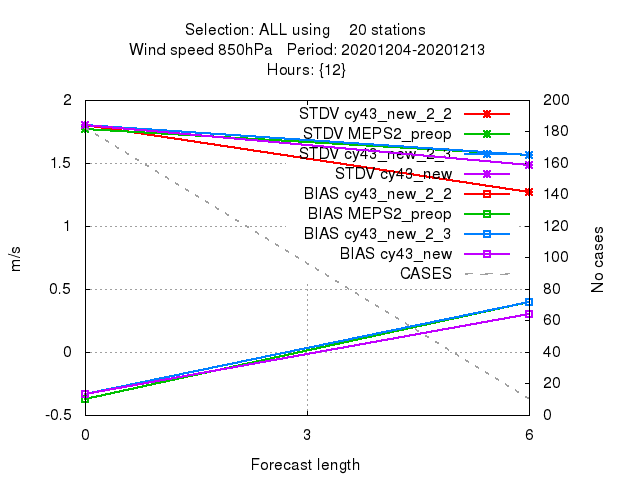 Selection: ALL using 20 stations
Wind speed 850hPa Period: 20201204-20201213
Hours: {12}
2
1.5
1
0.5
0
-0.5
m/s
200
180
160
140
120
100
80
60
40
20
0
No cases
STDV cy43_new_2_2
STDV MEPS2_preop
STDV cy43_new_2_3
STDV cy43_new
BIAS cy43_new_2_2
BIAS MEPS2_preop
BIAS cy43_new_2_3
BIAS cy43_new
CASES
0 3 6
Forecast length